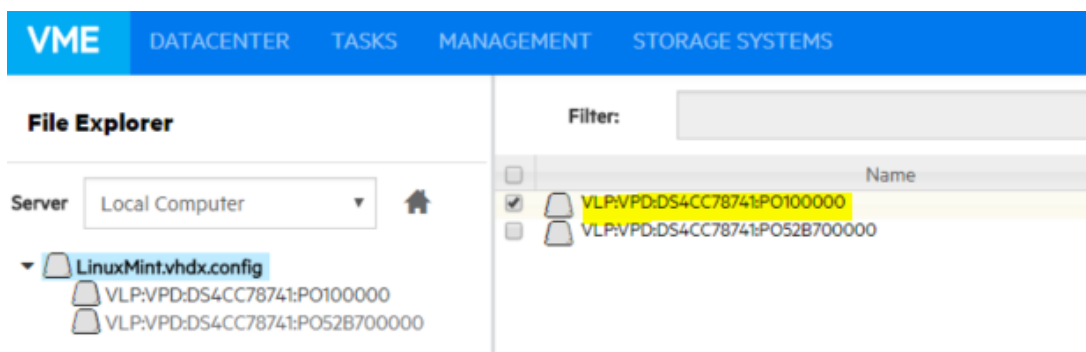 VME DATACENTER TASKS MANAGEMENT STORAGE SYSTEMS
File Explorer
Server Local Computer
LinuxMint.vhdx.config
VLP:VPD:DS4CC78741:PO100000
VLP:VPD:DS4CC78741:PO52B700000
Filter:
Name
VLP:VPD:DS4CC78741:PO100000
VLP:VPD:DS4CC78741:PO52B700000